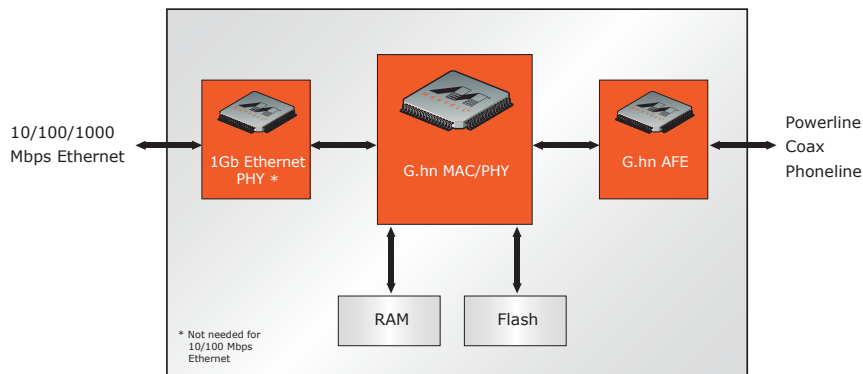 10/100/1000
Mbps Ethernet
1Gb Ethernet
PHY *
MARVELL
G.hn MAC/PHY
G.hn AFE
Powerline
Coax
Phoneline
RAM
Flash
* Not needed for
10/100 Mbps
Ethernet